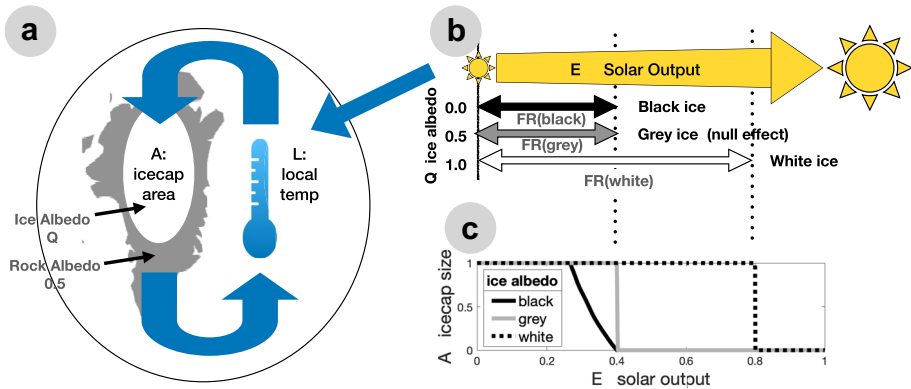 a
A:
icecap
area
L:
local
temp
Ice Albedo
Q
Rock Albedo
0.5
b
E Solar Output
Q ice albedo
0.0
Black ice
FR(black)
0.5
Grey ice (null effect)
FR(grey)
1.0
White ice
FR(white)
c
A icecap size
1
0.5
0
ice albedo
black
grey
white
0 0.2 0.4 0.6 0.8 1
E solar output